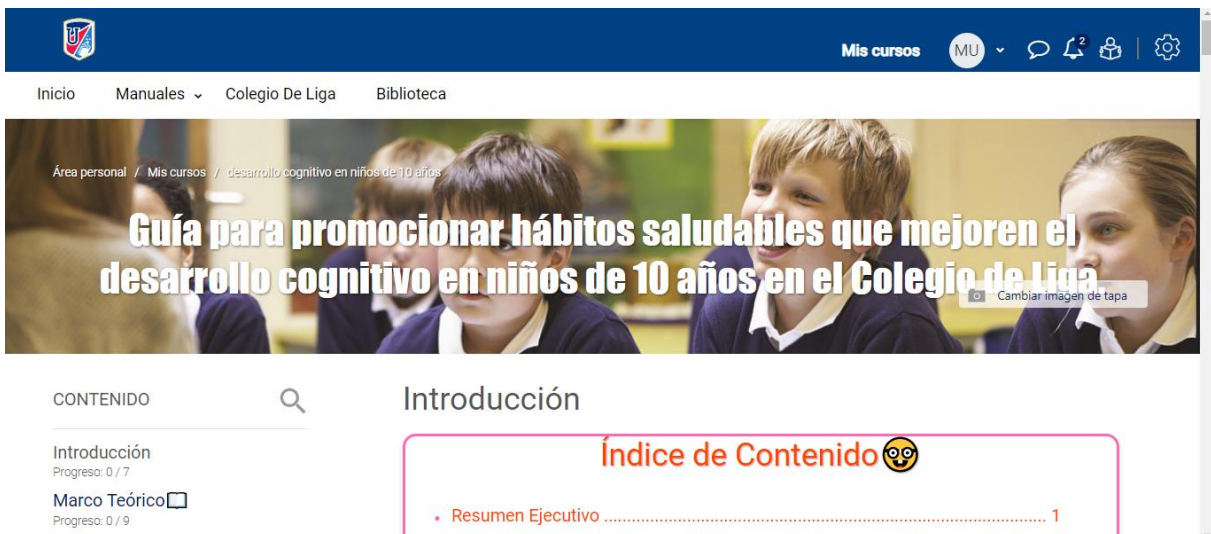 Mis cursos MU 2
Inicio Manuales Colegio De Liga Biblioteca
Área personal / Mis cursos / desarrollo cognitivo en niños de 10 años
Guía para promocionar hábitos saludables que mejoren el
desarrollo cognitivo en niños de 10 años en el Colegio de Liga.
Cambiar imagen de tapa
CONTENIDO
Introducción
Progreso: 0 / 7
Marco Teórico
Progreso: 0 / 9
Introducción
Índice de Contenido
• Resumen Ejecutivo ................................................................................................ 1